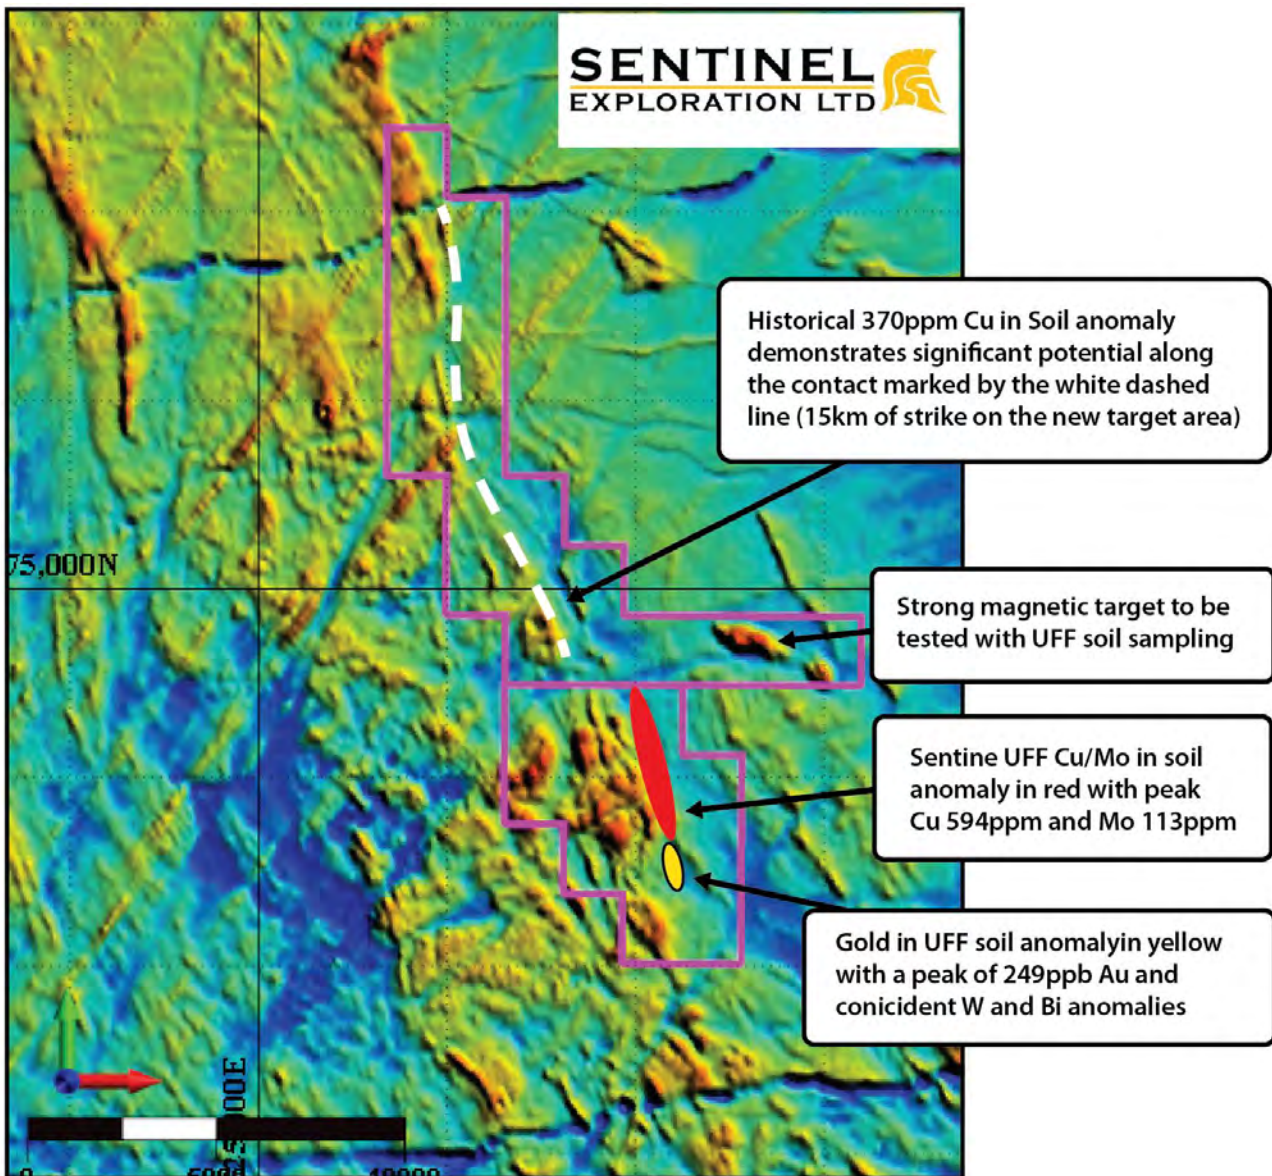 SENTINEL
EXPLORATION LTD
Historical 370ppm Cu in Soil anomaly
demonstrates significant potential along
the contact marked by the white dashed
line (15km of strike on the new target area)
75,000N
Strong magnetic target to be
tested with UFF soil sampling
Sentine UFF Cu/Mo in soil
anomaly in red with peak
Cu 594ppm and Mo 113ppm
Gold in UFF soil anomalyin yellow
with a peak of 249ppb Au and
conicident W and Bi anomalies
0 5000 10000